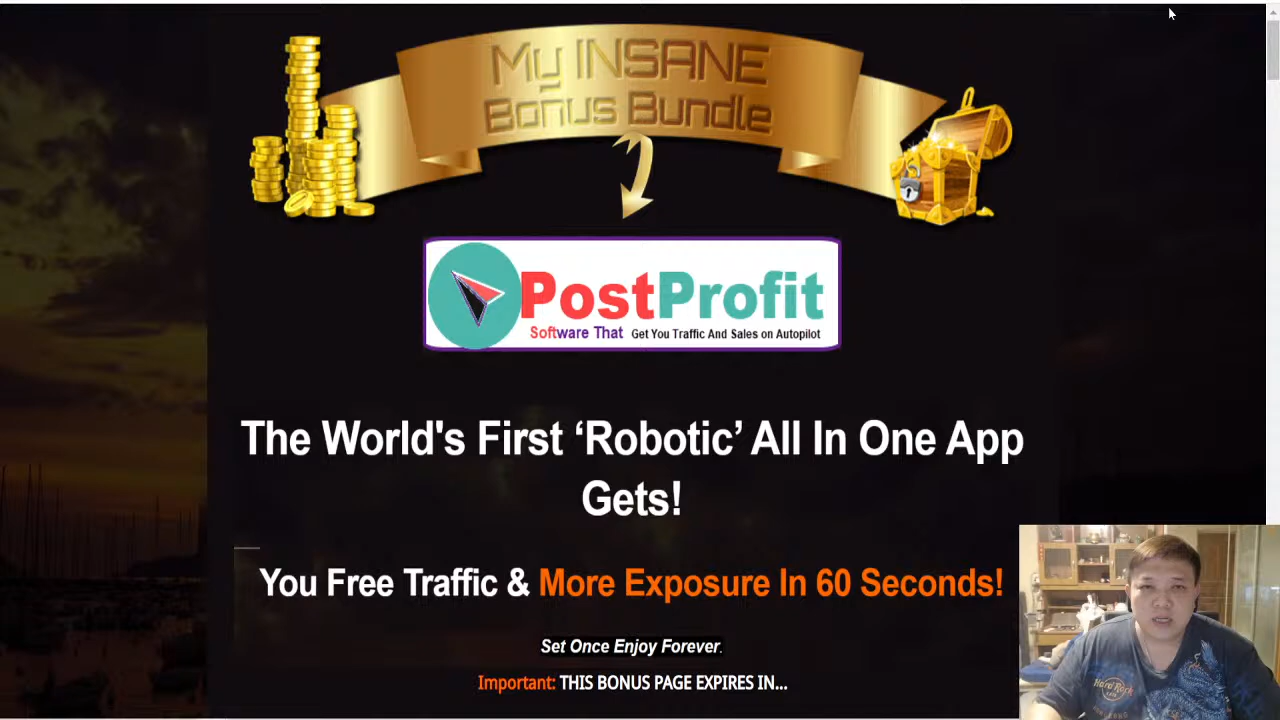 My INSANE
Bonus Bundle
PostProfit
Software That Get You Traffic And Sales on Autopilot
The World's First ‘Robotic’ All In One App
Gets!
You Free Traffic & More Exposure In 60 Seconds!
Set Once Enjoy Forever.
Important: THIS BONUS PAGE EXPIRES IN...
Hard Rock